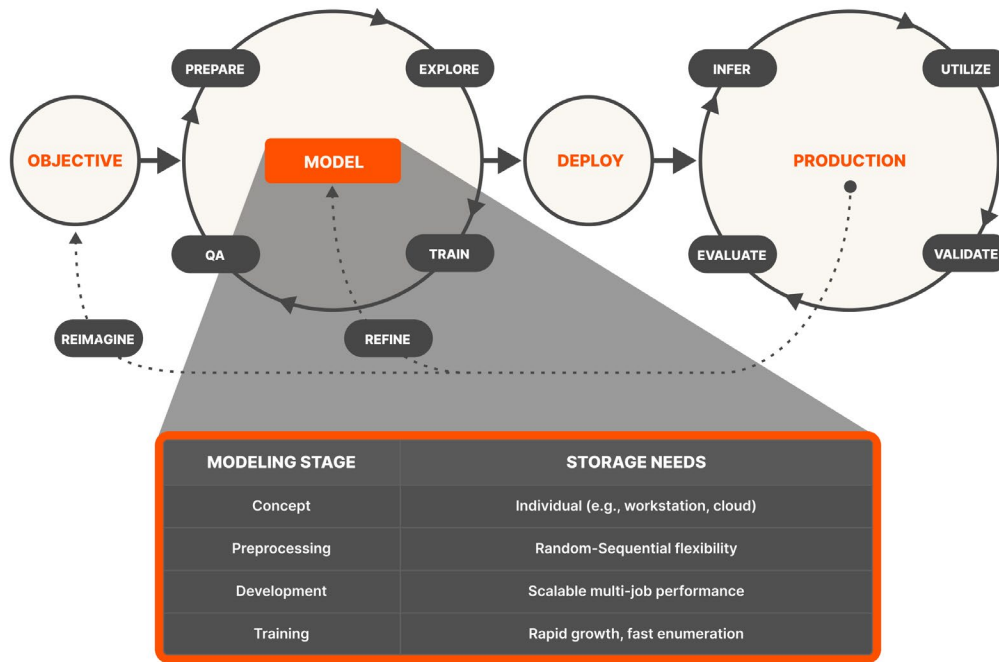 PREPARE
EXPLORE
INFER
UTILIZE
OBJECTIVE
MODEL
DEPLOY
PRODUCTION
QA
TRAIN
EVALUATE
VALIDATE
REIMAGINE
REFINE
MODELING STAGE
STORAGE NEEDS
Concept
Individual (e.g., workstation, cloud)
Preprocessing
Random-Sequential flexibility
Development
Scalable multi-job performance
Training
Rapid growth, fast enumeration